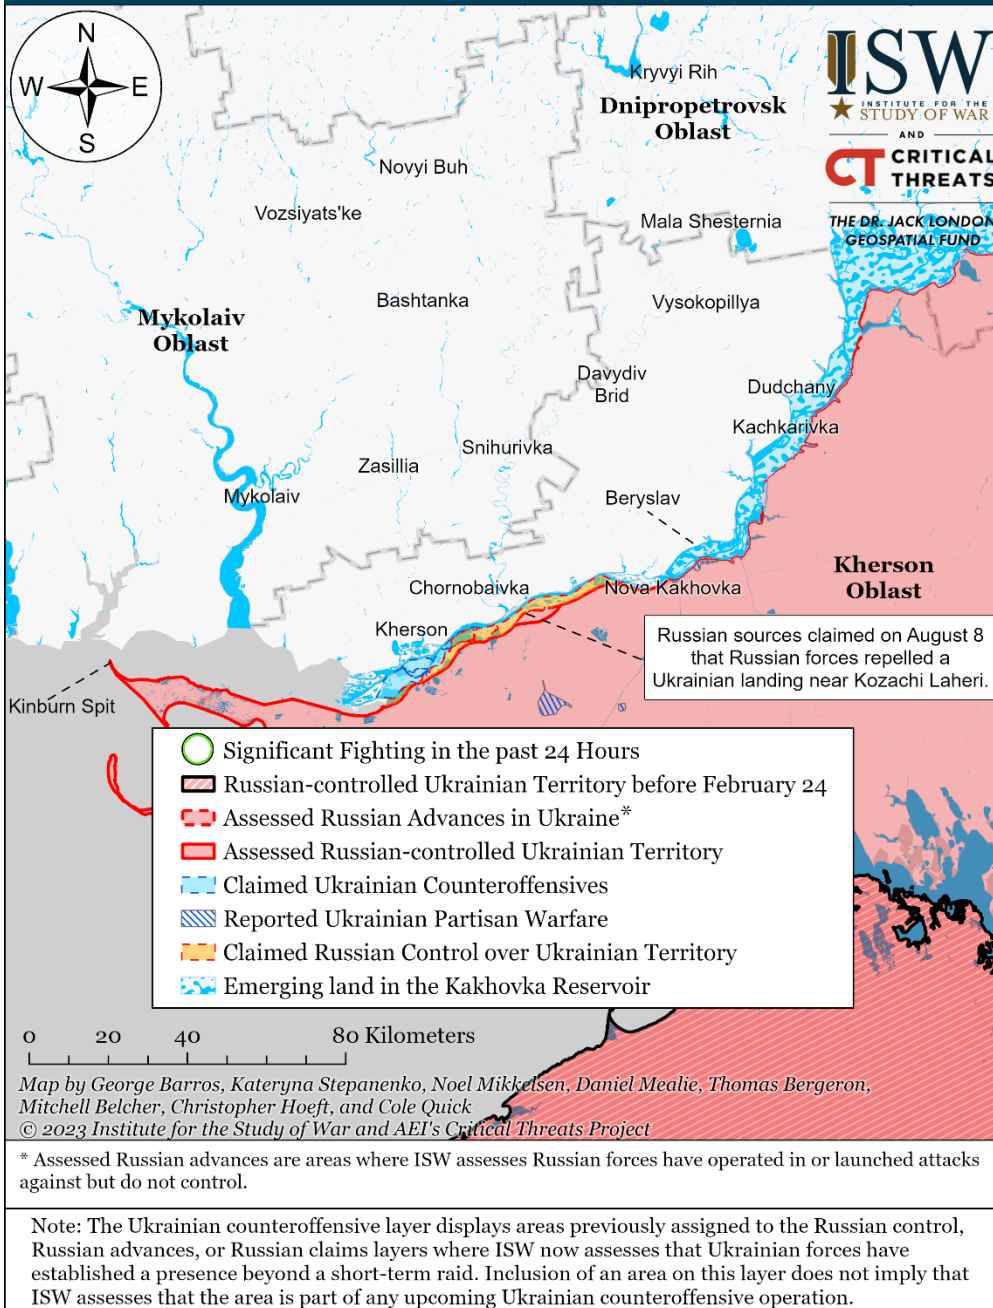 N
W E
S
Kryvyi Rih
Dnipropetrovsk
Oblast
ISW
INSTITUTE FOR THE
STUDY OF WAR
AND
CT CRITICAL
THREATS
THE DR. JACK LONDON
GEOSPATIAL FUND
Novyi Buh
Vozsiyats'ke
Mala Shesternia
Bashtanka
Vysokopillya
Mykolaiv
Oblast
Davydiv
Brid
Dudchany
Kachkarivka
Snihurivka
Zasillia
Mykolaiv
Beryslav
Kherson
Oblast
Chornobaivka
Nova Kakhovka
Kherson
Russian sources claimed on August 8
that Russian forces repelled a
Ukrainian landing near Kozachi Laheri.
Kinburn Spit
Significant Fighting in the past 24 Hours
Russian-controlled Ukrainian Territory before February 24
Assessed Russian Advances in Ukraine*
Assessed Russian-controlled Ukrainian Territory
Claimed Ukrainian Counteroffensives
Reported Ukrainian Partisan Warfare
Claimed Russian Control over Ukrainian Territory
Emerging land in the Kakhovka Reservoir
0 20 40 80 Kilometers
Map by George Barros, Kateryna Stepanenko, Noel Mikkelsen, Daniel Mealie, Thomas Bergeron,
Mitchell Belcher, Christopher Hoeft, and Cole Quick
© 2023 Institute for the Study of War and AEI's Critical Threats Project
* Assessed Russian advances are areas where ISW assesses Russian forces have operated in or launched attacks
against but do not control.
Note: The Ukrainian counteroffensive layer displays areas previously assigned to the Russian control,
Russian advances, or Russian claims layers where ISW now assesses that Ukrainian forces have
established a presence beyond a short-term raid. Inclusion of an area on this layer does not imply that
ISW assesses that the area is part of any upcoming Ukrainian counteroffensive operation.